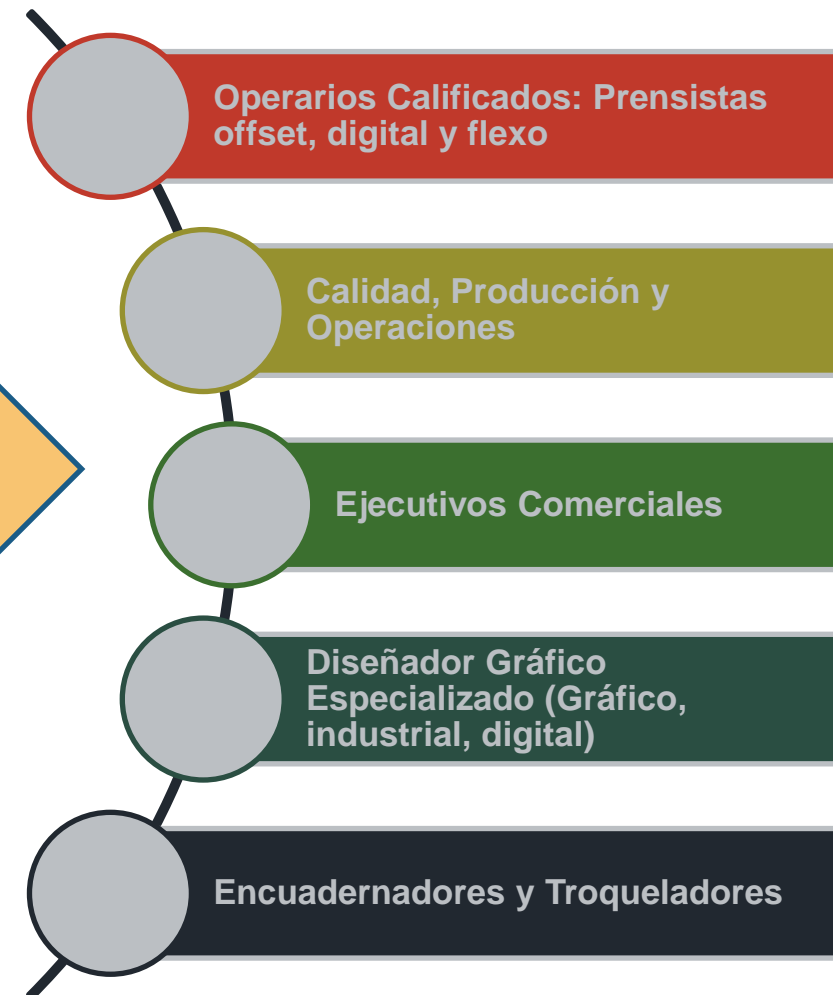 Operarios Calificados: Prensistas
offset, digital y flexo
Calidad, Producción y
Operaciones
Ejecutivos Comerciales
Diseñador Gráfico
Especializado (Gráfico,
industrial, digital)
Encuadernadores y Troqueladores